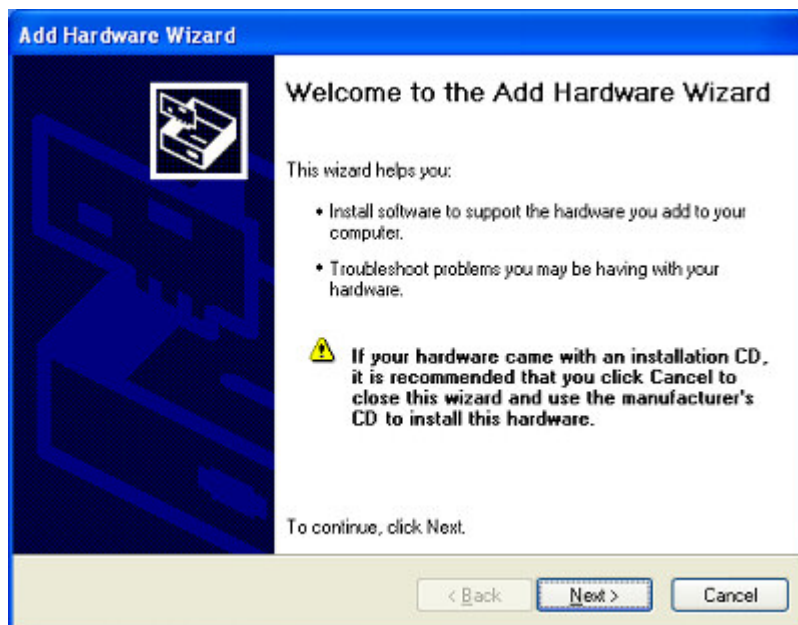 Add Hardware Wizard
Welcome to the Add Hardware Wizard
This wizard helps you:
• Install software to support the hardware you add to your
computer.
• Troubleshoot problems you may be having with your
hardware.
If your hardware came with an installation CD,
it is recommended that you click Cancel to
close this wizard and use the manufacturer's
CD to install this hardware.
To continue, click Next.
< Back Next > Cancel